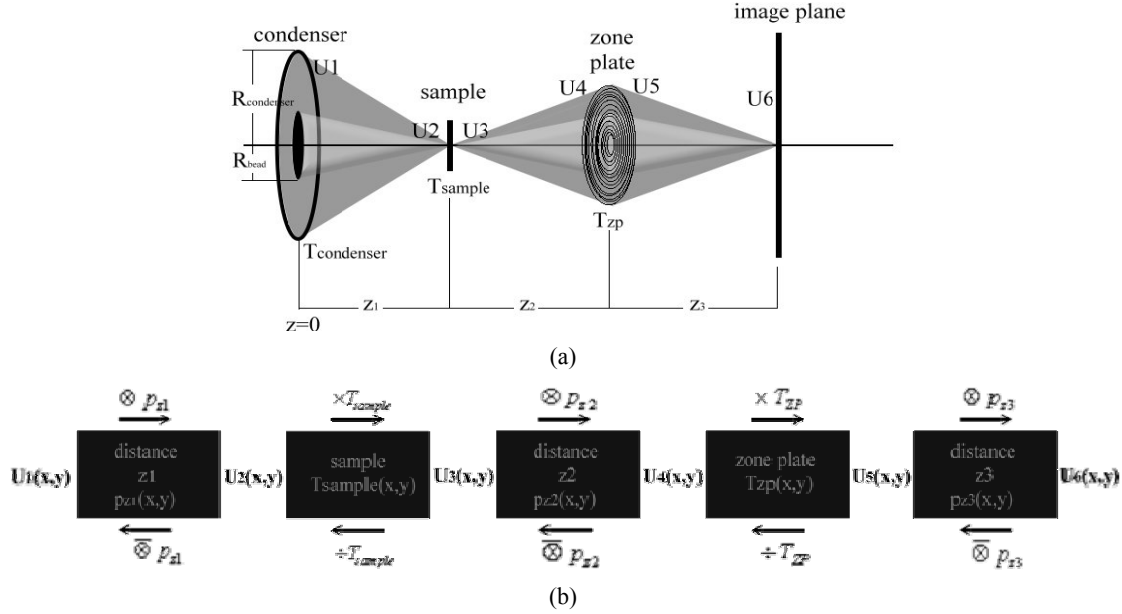 image plane
condenser
zone
plate
U1
U4
U5
sample
U6
Rcondenser
U2
U3
Rbead
Tsample
Tzp
Tcondenser
z1
z2
z3
z=0
(a)
⊗ pz1
×Tsample
⊗ pz2
× TZP
⊗ pz3
U1(x,y)
distance
z1
pz1(x,y)
U2(x,y)
sample
Tsample(x,y)
U3(x,y)
distance
z2
pz2(x,y)
U4(x,y)
zone plate
Tzp(x,y)
U5(x,y)
distance
z3
pz3(x,y)
U6(x,y)
⊗̅ pz1
÷Tsample
⊗̅ pz2
÷ TZP
⊗̅ pz3
(b)